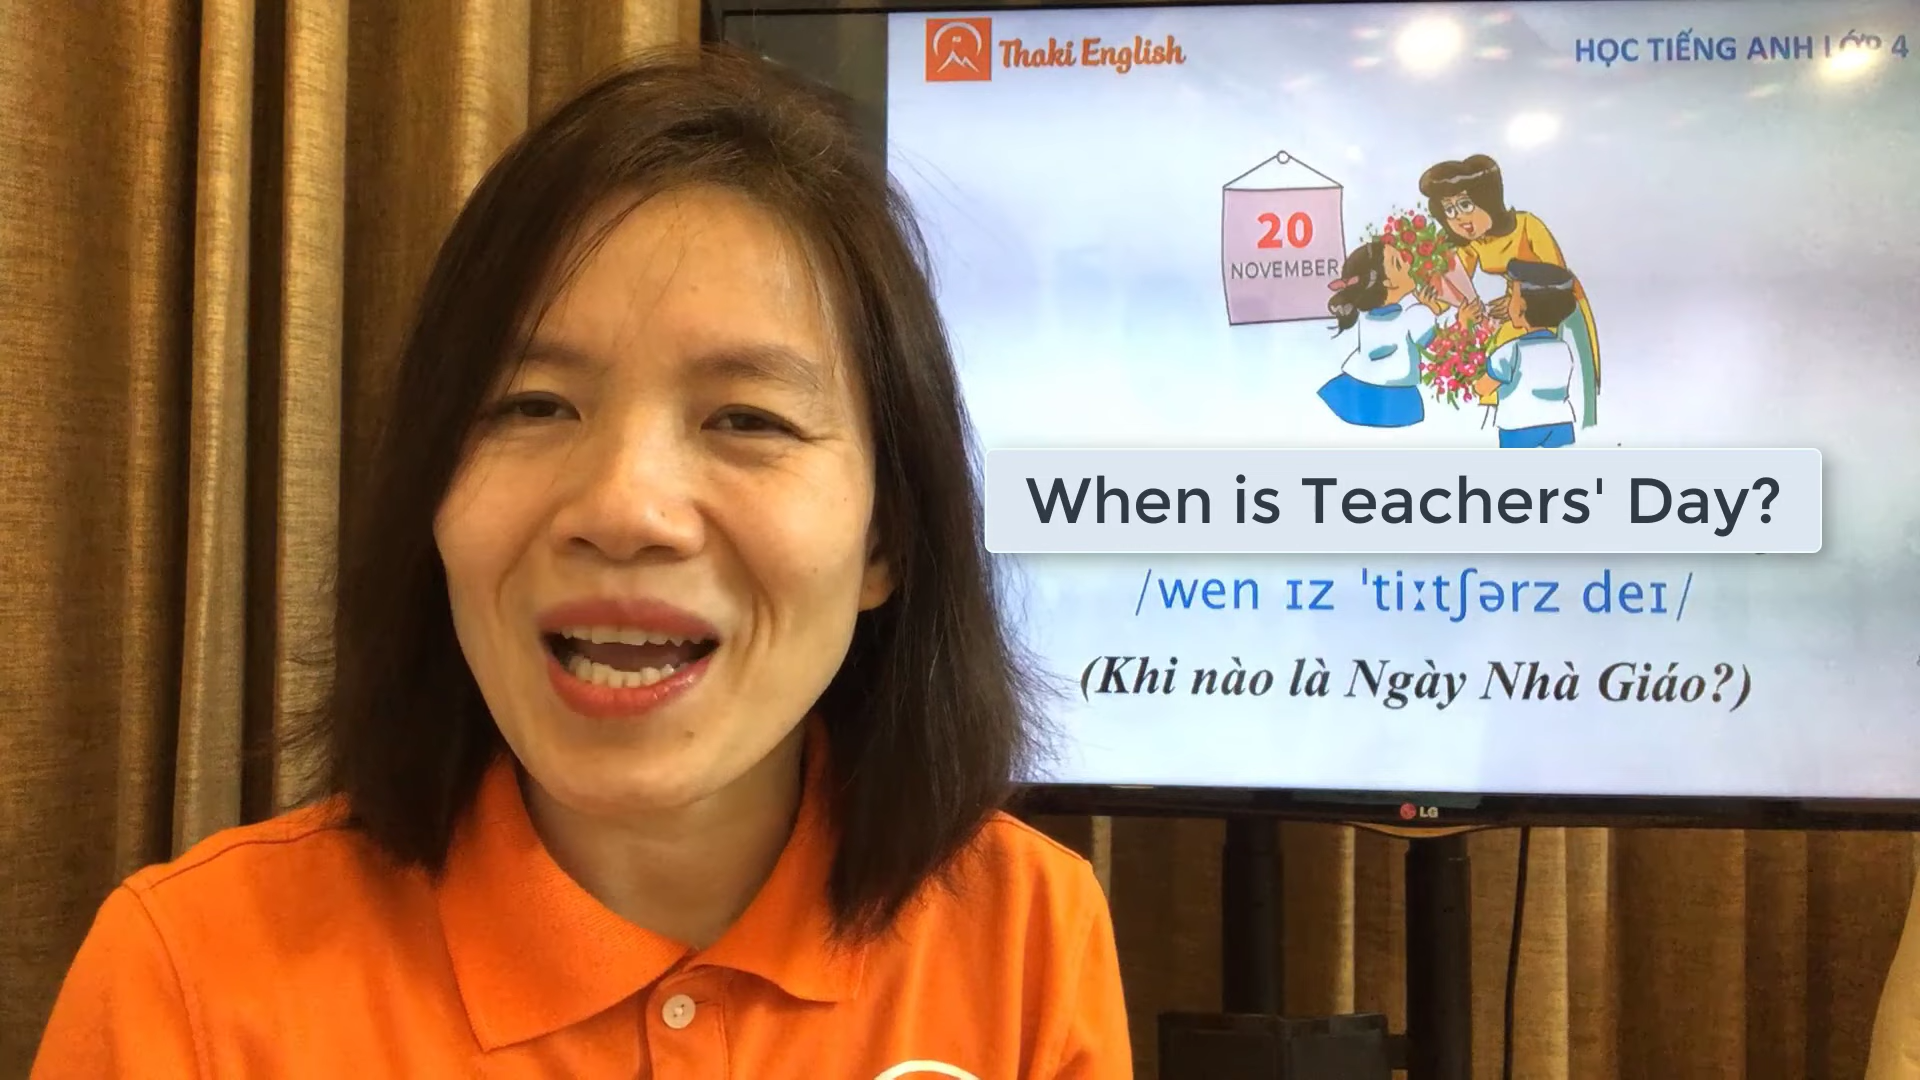 Thaki English
HỌC TIẾNG ANH LỚP 4
20
NOVEMBER
When is Teachers' Day?
/wen ɪz 'tiːtʃərz deɪ/
(Khi nào là Ngày Nhà Giáo?)
LG